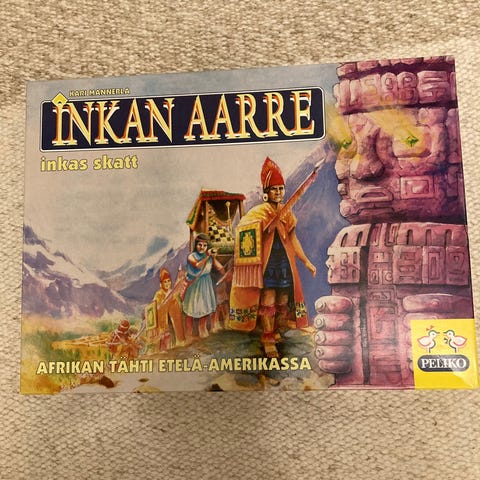 KARI MANNERLA
INKAN AARRE
inkas skatt
AFRIKAN TÄHTI ETELÄ-AMERIKASSA
PELIKO